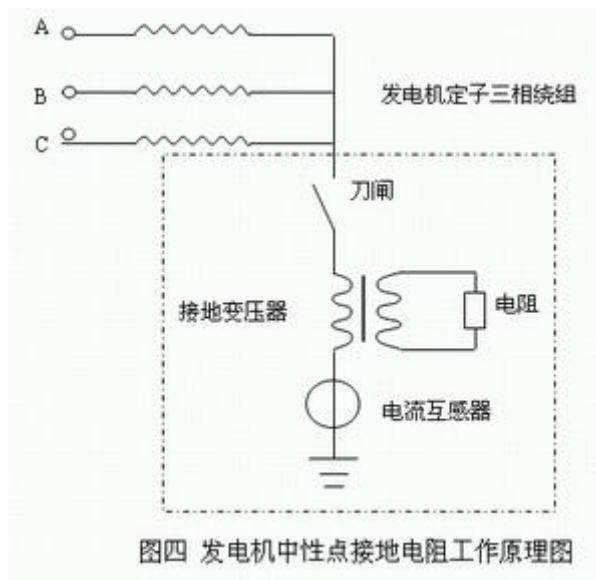 A
B
C
发电机定子三相绕组
刀闸
接地变压器
电阻
电流互感器
图四 发电机中性点接地电阻工作原理图